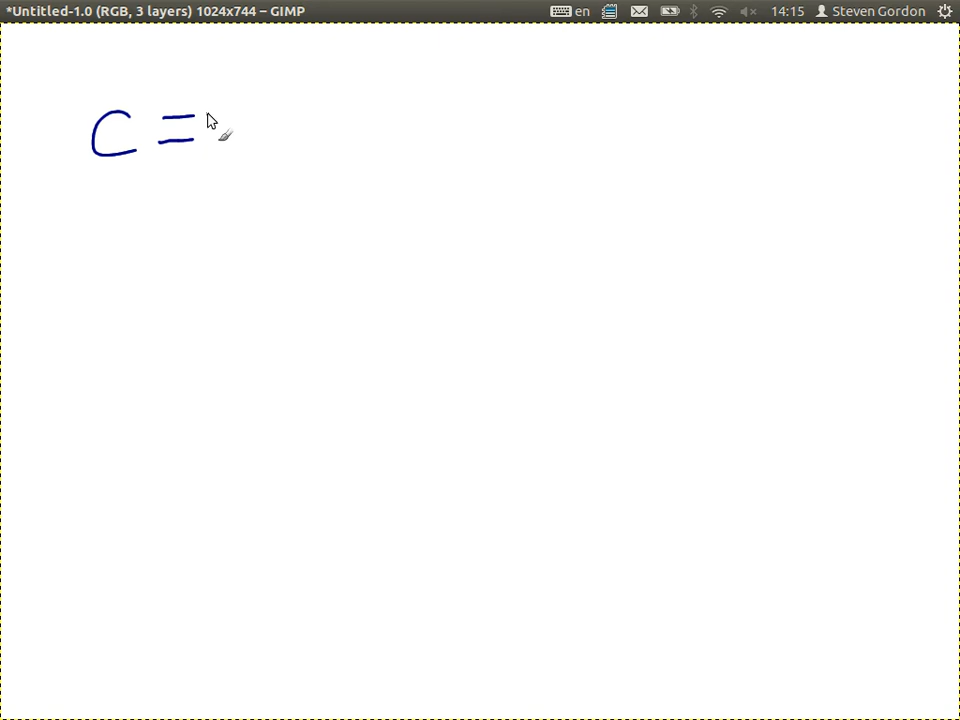 *Untitled-1.0 (RGB, 3 layers) 1024x744 – GIMP
en
14:15
Steven Gordon
C =